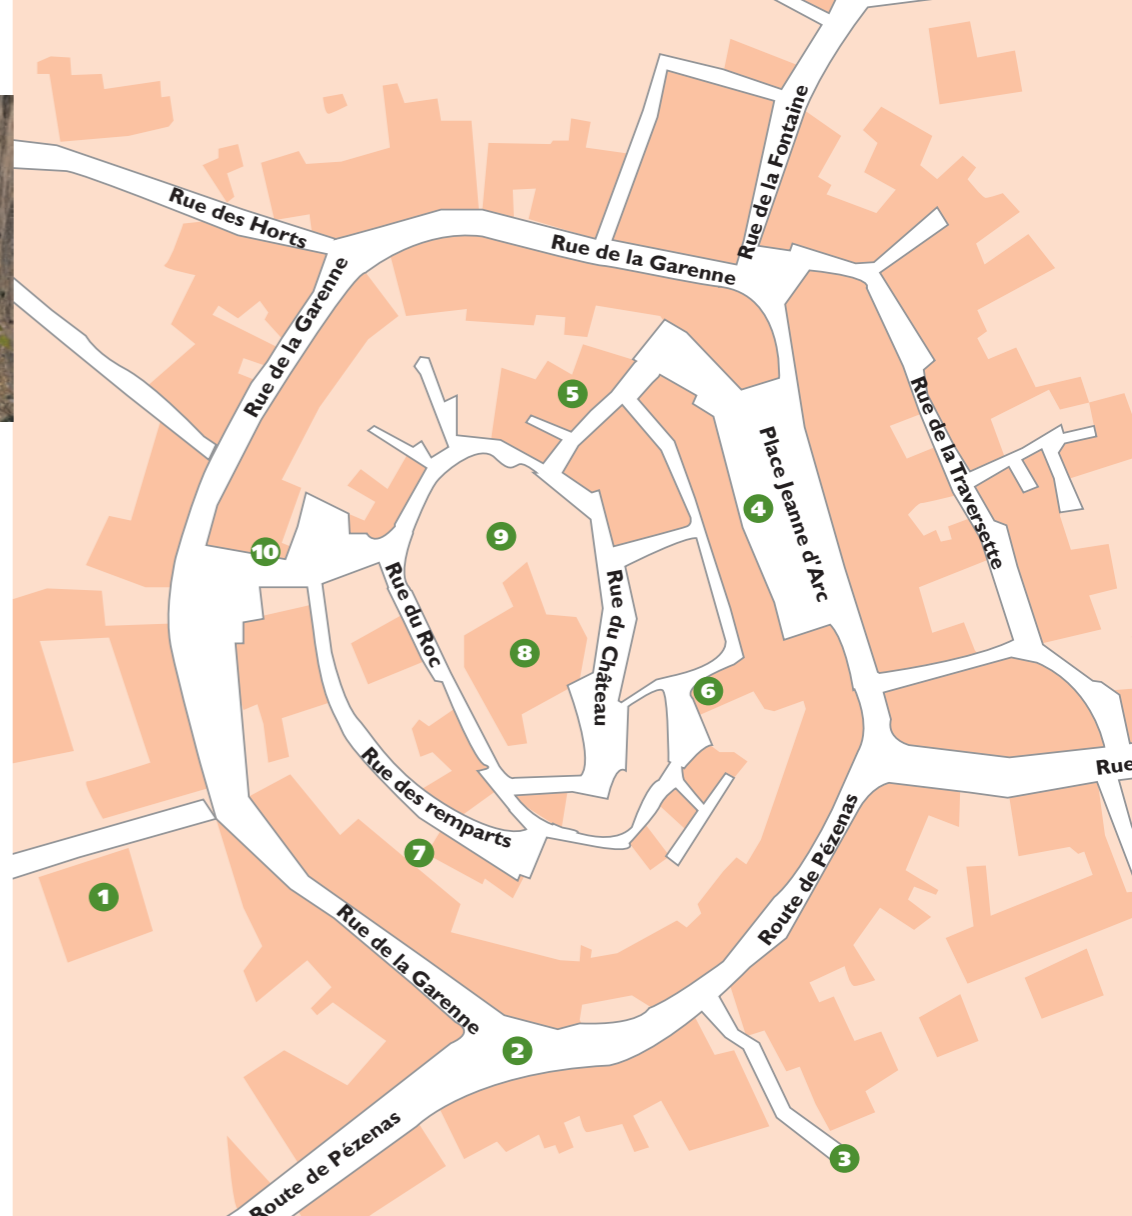 Rue de la Fontaine
Rue des Horts
Rue de la Garenne
Rue de la Garenne
5
Rue de la Traversette
Place Jeanne d'Arc
4
9
10
Rue du Roc
Rue du Château
8
6
Rue des remparts
Rue
7
Route de Pézenas
1
Rue de la Garenne
2
Route de Pézenas
3